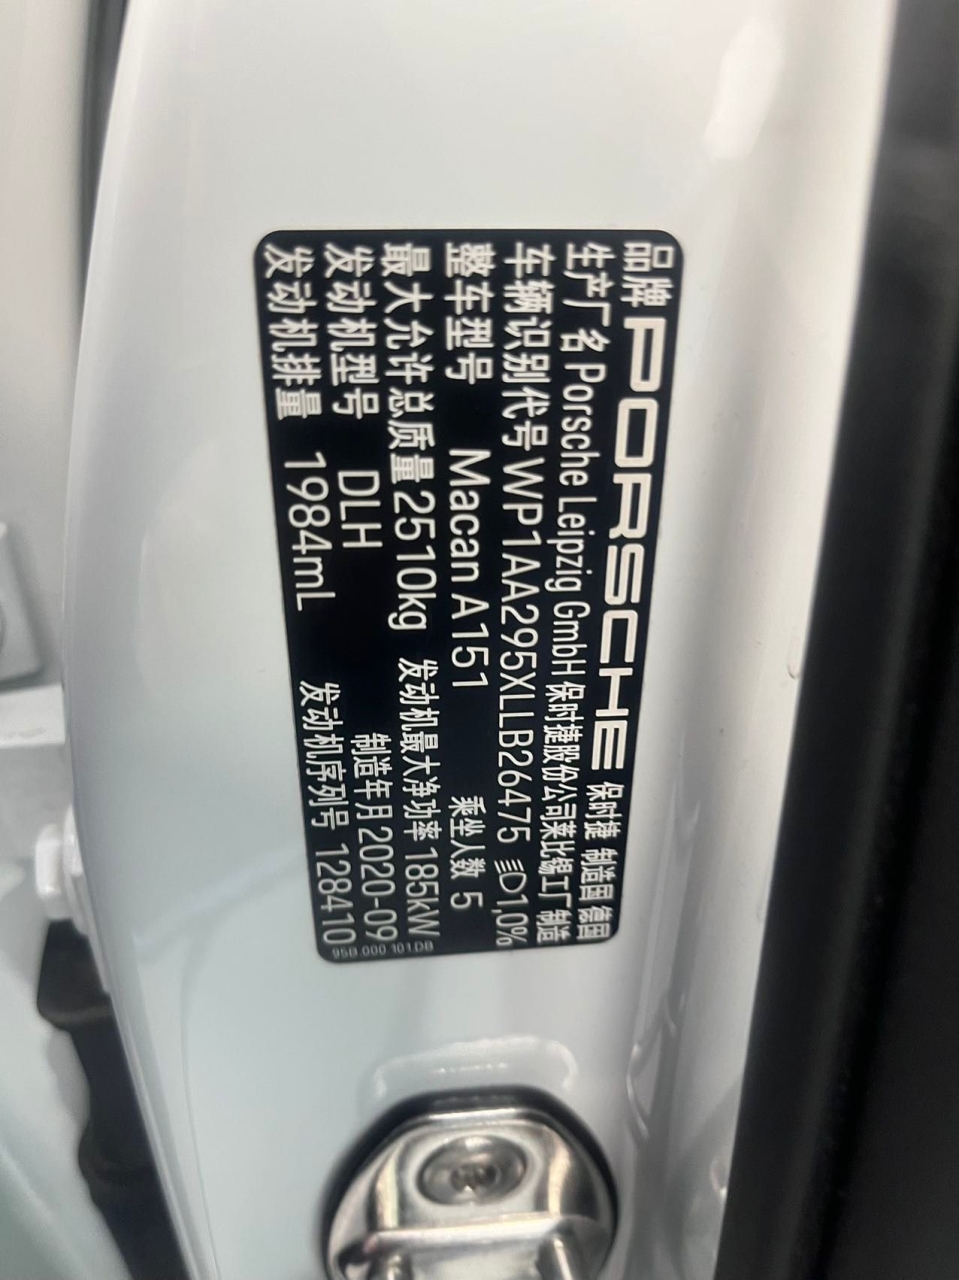 品牌 PORSCHE 保时捷 制造国 德国
生产厂名 Porsche Leipzig GmbH 保时捷股份公司莱比锡工厂 制造
车辆识别代号 WP1AA295XLLB26475 D1,0%
整车型号 Macan A151 乘坐人数 5
最大允许总质量 2510kg 发动机最大净功率 185kW
发动机型号 DLH 制造年月 2020-09
发动机排量 1984mL 发动机序列号 128410
95B.000.101.DB